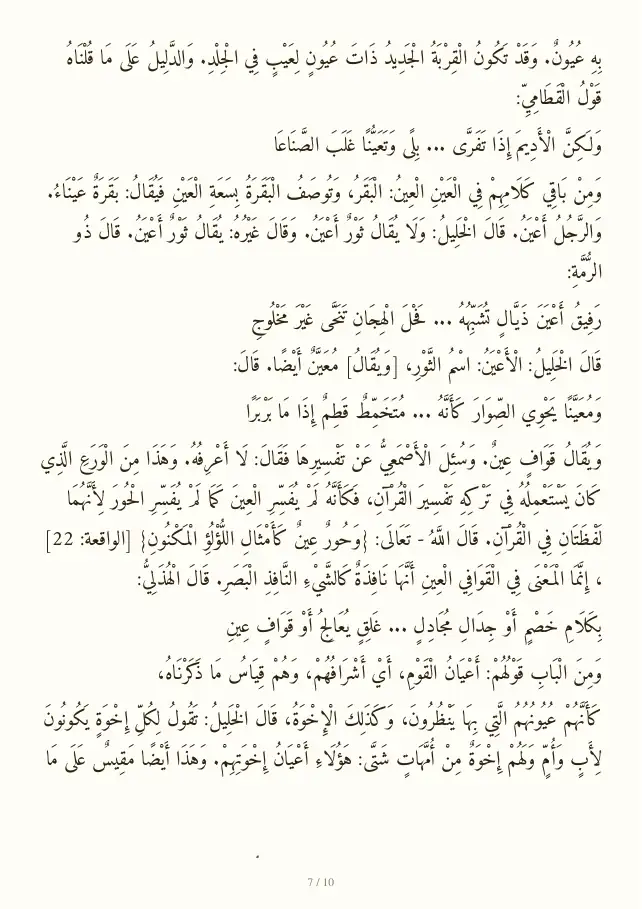 بِهِ عُيُونٌ. وَقَدْ تَكُونُ الْقِرْبَةُ الْجَدِيدُ ذَاتَ عُيُونٍ لِعَيْبٍ فِي الْجِلْدِ. وَالدَّلِيلُ عَلَى مَا قُلْنَاهُ
قَوْلُ الْقَطَامِيِّ:
وَلَكِنَّ الْأَدِيمَ إِذَا تَفَرَّى ... بِلًى وَتَعَيُّنًا غَلَبَ الصَّنَاعَا
وَمِنْ بَاقِي كَلَامِهِمْ فِي الْعَيْنِ الْعِينُ: الْبَقَرُ، وَتُوصَفُ الْبَقَرَةُ بِسَعَةِ الْعَيْنِ فَيُقَالُ: بَقَرَةٌ عَيْنَاءُ.
وَالرَّجُلُ أَعْيَنُ. قَالَ الْخَلِيلُ: وَلَا يُقَالُ ثَوْرٌ أَعْيَنُ. وَقَالَ غَيْرُهُ: يُقَالُ ثَوْرٌ أَعْيَنُ. قَالَ ذُو
الرُّمَّةِ:
رَفِيقُ أَعْيَنَ ذَيَّالٍ تُشَبِّهُهُ ... فَحْلَ الْهِجَانِ تَنَحَّى غَيْرَ مَخْلُوجِ
قَالَ الْخَلِيلُ: الْأَعْيَنُ: اسْمُ الثَّوْرِ، [وَيُقَالُ] مُعَيَّنٌ أَيْضًا. قَالَ:
وَمُعَيَّنًا يَحْوِي الصِّوَارَ كَأَنَّهُ ... مُتَخَمِّطٌ قَطِمٌ إِذَا مَا بَرْبَرَا
وَيُقَالُ قَوَافٍ عِينٌ. وَسُئِلَ الْأَصْمَعِيُّ عَنْ تَفْسِيرِهَا فَقَالَ: لَا أَعْرِفُهُ. وَهَذَا مِنَ الْوَرَعِ الَّذِي
كَانَ يَسْتَعْمِلُهُ فِي تَرْكِهِ تَفْسِيرَ الْقُرْآنِ، فَكَأَنَّهُ لَمْ يُفَسِّرِ الْعِينَ كَمَا لَمْ يُفَسِّرِ الْحُورَ لِأَنَّهُمَا
لَفْظَتَانِ فِي الْقُرْآنِ. قَالَ اللَّهُ - تَعَالَى: {وَحُورٌ عِينٌ كَأَمْثَالِ اللُّؤْلُؤِ الْمَكْنُونِ} [الواقعة: 22]
، إِنَّمَا الْمَعْنَى فِي الْقَوَافِي الْعِينِ أَنَّهَا نَافِذَةٌ كَالشَّيْءِ النَّافِذِ الْبَصَرِ. قَالَ الْهُذَلِيُّ:
بِكَلَامِ خَصْمٍ أَوْ جِدَالِ مُجَادِلٍ ... غَلِقٍ يُعَالِجُ أَوْ قَوَافٍ عِينِ
وَمِنَ الْبَابِ قَوْلُهُمْ: أَعْيَانُ الْقَوْمِ، أَيْ أَشْرَافُهُمْ، وَهُمْ قِيَاسُ مَا ذَكَرْنَاهُ،
كَأَنَّهُمْ عُيُونُهُمُ الَّتِي بِهَا يَنْظُرُونَ، وَكَذَلِكَ الْإِخْوَةُ، قَالَ الْخَلِيلُ: تَقُولُ لِكُلِّ إِخْوَةٍ يَكُونُونَ
لِأَبٍ وَأُمٍّ وَلَهُمْ إِخْوَةٌ مِنْ أُمَّهَاتٍ شَتَّى: هَؤُلَاءِ أَعْيَانُ إِخْوَتِهِمْ. وَهَذَا أَيْضًا مَقِيسٌ عَلَى مَا
7 / 10